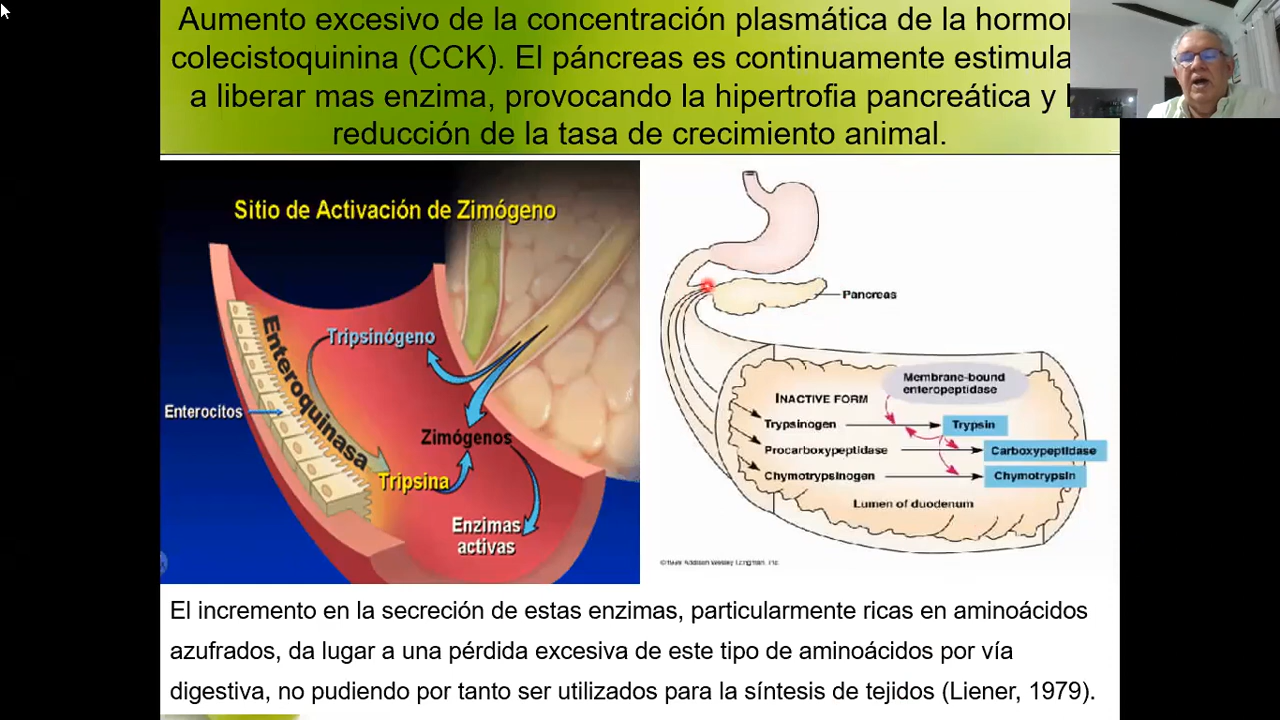 Aumento excesivo de la concentración plasmática de la
colecistoquinina (CCK). El páncreas es continuamente
a liberar mas enzima, provocando la hipertrofia pancreática y
reducción de la tasa de crecimiento animal.
Sitio de Activación de Zimógeno
Tripsinógeno
Enteroquinasa
Enterocitos
Zimógenos
Tripsina
Enzimas
activas
Pancreas
Membrane-bound
enteropeptidase
INACTIVE FORM
Trypsinogen
Trypsin
Procarboxypeptidase
Carboxypeptidase
Chymotrypsinogen
Chymotrypsin
Lumen of duodenum
Addison Wesley Longman, Inc.
El incremento en la secreción de estas enzimas, particularmente ricas en aminoácidos
azufrados, da lugar a una pérdida excesiva de este tipo de aminoácidos por vía
digestiva, no pudiendo por tanto ser utilizados para la síntesis de tejidos (Liener, 1979).